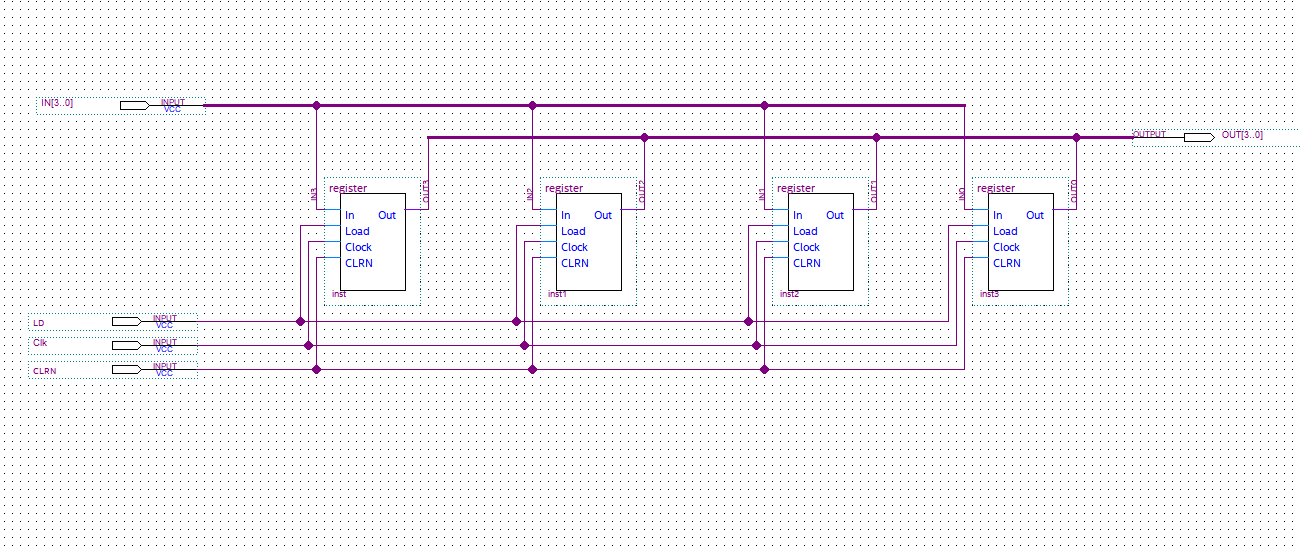 IN[3..0]
INPUT
VCC
OUTPUT
OUT[3..0]
IN3
register
OUT3
In
Out
Load
Clock
CLRN
inst
IN2
register
OUT2
In
Out
Load
Clock
CLRN
inst1
IN1
register
OUT1
In
Out
Load
Clock
CLRN
inst2
IN0
register
OUT0
In
Out
Load
Clock
CLRN
inst3
LD
INPUT
VCC
Clk
INPUT
VCC
CLRN
INPUT
VCC